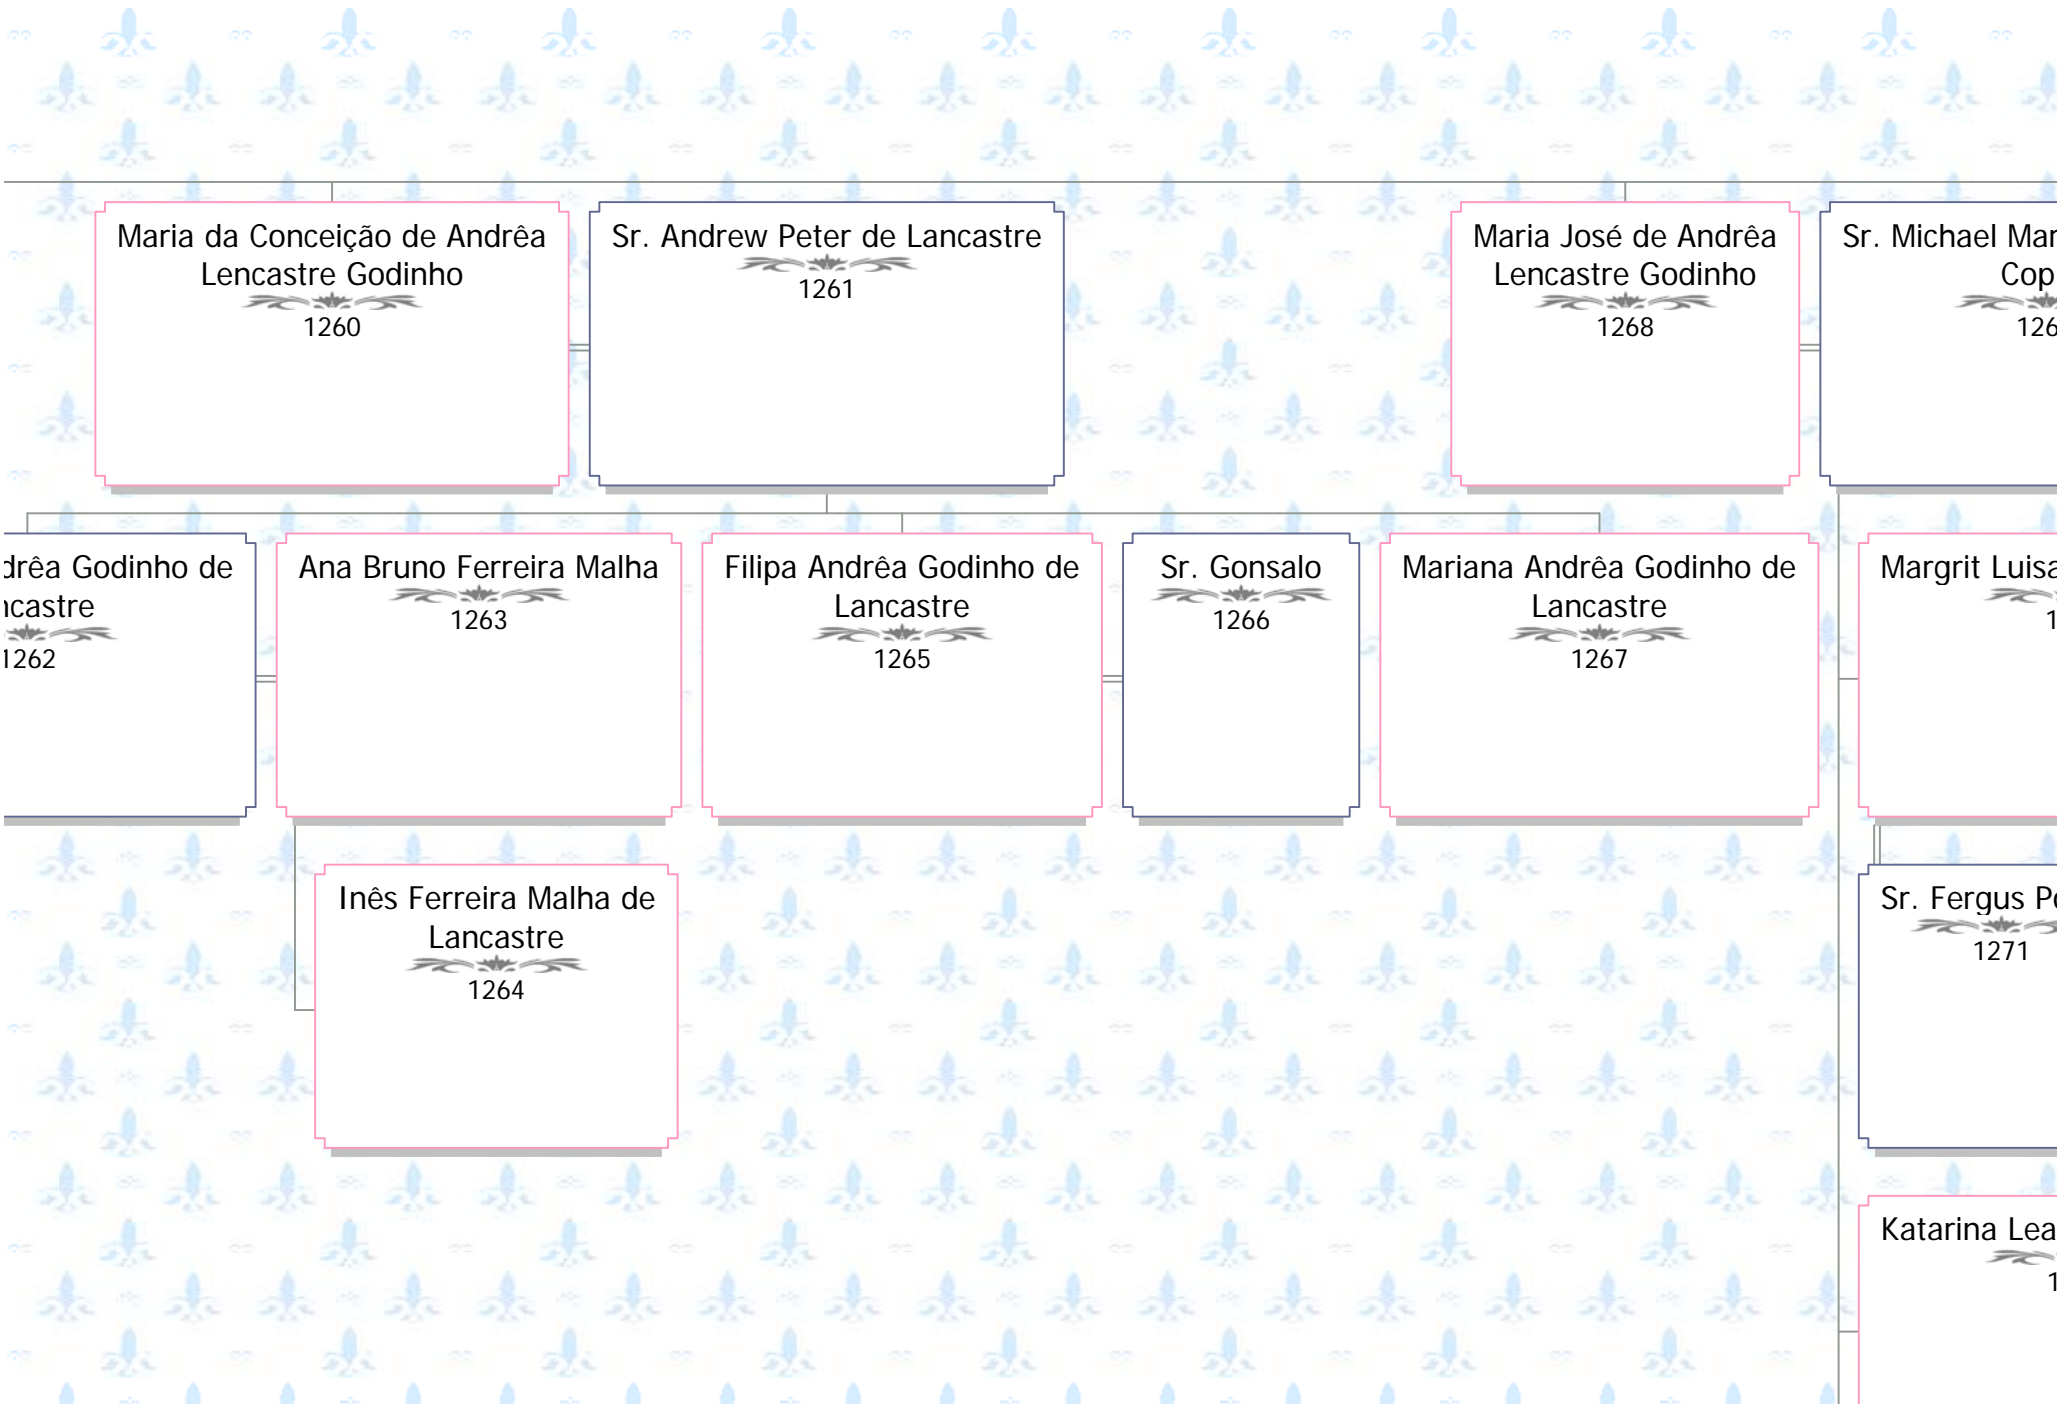 Maria da Conceição de Andrêa
Lencastre Godinho
1260
Sr. Andrew Peter de Lancastre
1261
Maria José de Andrêa
Lencastre Godinho
1268
Sr. Michael
Godinho de
1262
Ana Bruno Ferreira Malha
1263
Filipa Andrêa Godinho de
Lancastre
1265
Sr. Gonsalo
1266
Mariana Andrêa Godinho de
Lancastre
1267
Margrit Luisa
Inês Ferreira Malha de
Lancastre
1264
Sr. Fergus
1271
Katarina Lea